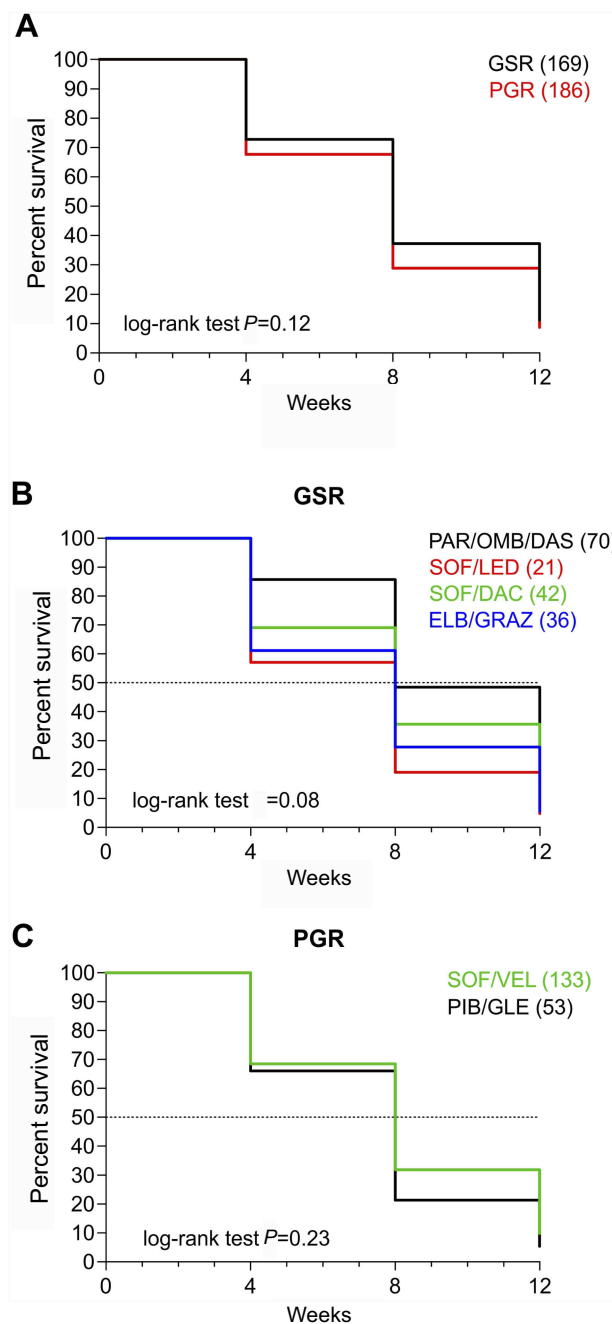 A
100
90
80
70
60
50
40
30
20
10
0
Percent survival
GSR (169)
PGR (186)
log-rank test P=0.12
0 4 8 12
Weeks
B
GSR
100
90
80
70
60
50
40
30
20
10
0
Percent survival
PAR/OMB/DAS (70)
SOF/LED (21)
SOF/DAC (42)
ELB/GRAZ (36)
log-rank test =0.08
0 4 8 12
Weeks
C
PGR
100
90
80
70
60
50
40
30
20
10
0
Percent survival
SOF/VEL (133)
PIB/GLE (53)
log-rank test P=0.23
0 4 8 12
Weeks